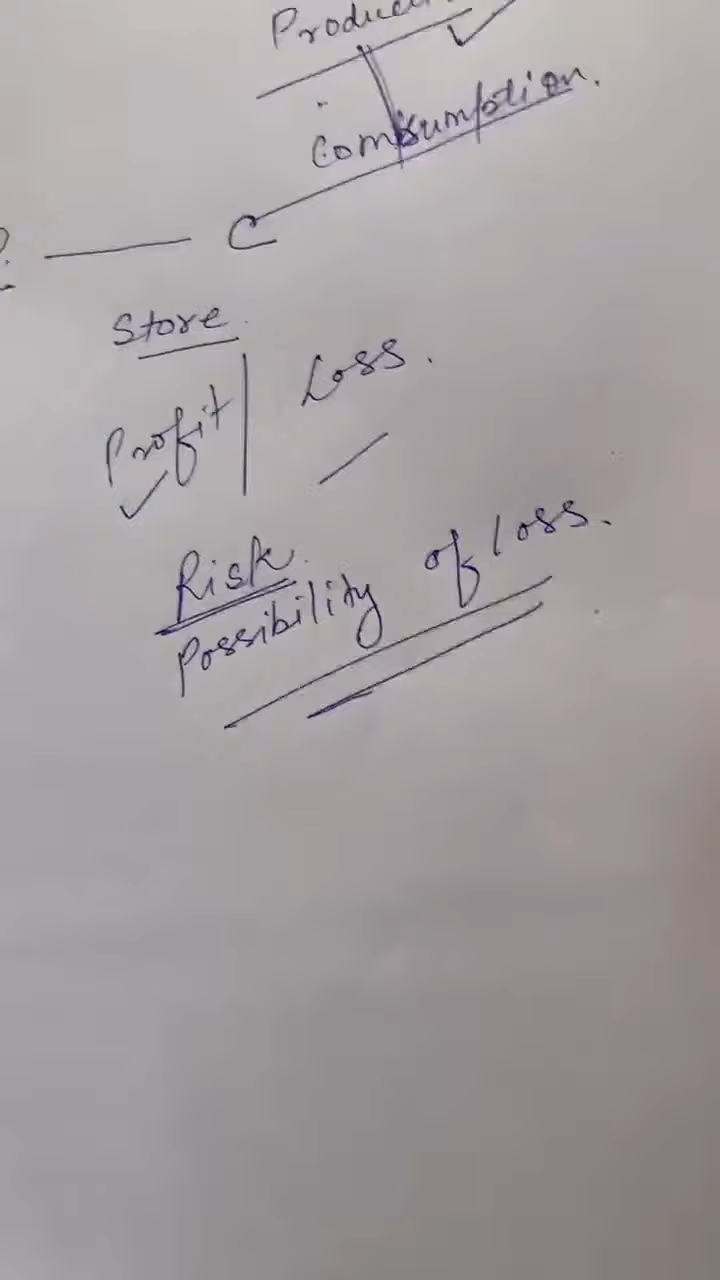 Consumption.
C
Store
Profit | Loss.
Risk
Possibility of loss.